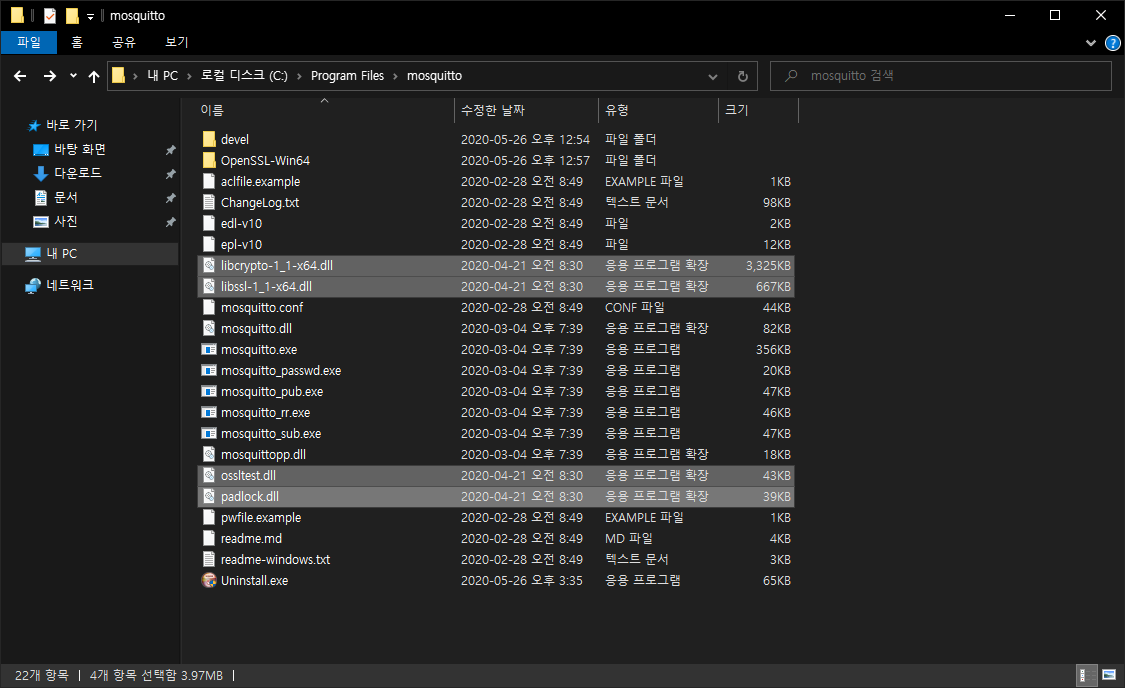 mosquitto
파일 홈 공유 보기
내 PC 로컬 디스크 (C:) Program Files mosquitto mosquitto 검색
바로 가기
바탕 화면
다운로드
문서
사진
내 PC
네트워크
이름 수정한 날짜 유형 크기
devel 2020-05-26 오후 12:54 파일 폴더
OpenSSL-Win64 2020-05-26 오후 12:57 파일 폴더
aclfile.example 2020-02-28 오전 8:49 EXAMPLE 파일 1KB
ChangeLog.txt 2020-02-28 오전 8:49 텍스트 문서 98KB
edl-v10 2020-02-28 오전 8:49 파일 2KB
epl-v10 2020-02-28 오전 8:49 파일 12KB
libcrypto-1_1-x64.dll 2020-04-21 오전 8:30 응용 프로그램 확장 3,325KB
libssl-1_1-x64.dll 2020-04-21 오전 8:30 응용 프로그램 확장 667KB
mosquitto.conf 2020-02-28 오전 8:49 CONF 파일 44KB
mosquitto.dll 2020-03-04 오후 7:39 응용 프로그램 확장 82KB
mosquitto.exe 2020-03-04 오후 7:39 응용 프로그램 356KB
mosquitto_passwd.exe 2020-03-04 오후 7:39 응용 프로그램 20KB
mosquitto_pub.exe 2020-03-04 오후 7:39 응용 프로그램 47KB
mosquitto_rr.exe 2020-03-04 오후 7:39 응용 프로그램 46KB
mosquitto_sub.exe 2020-03-04 오후 7:39 응용 프로그램 47KB
mosquittopp.dll 2020-03-04 오후 7:39 응용 프로그램 확장 18KB
ossltest.dll 2020-04-21 오전 8:30 응용 프로그램 확장 43KB
padlock.dll 2020-04-21 오전 8:30 응용 프로그램 확장 39KB
pwfile.example 2020-02-28 오전 8:49 EXAMPLE 파일 1KB
readme.md 2020-02-28 오전 8:49 MD 파일 4KB
readme-windows.txt 2020-02-28 오전 8:49 텍스트 문서 3KB
Uninstall.exe 2020-05-26 오후 3:35 응용 프로그램 65KB
22개 항목 4개 항목 선택함 3.97MB